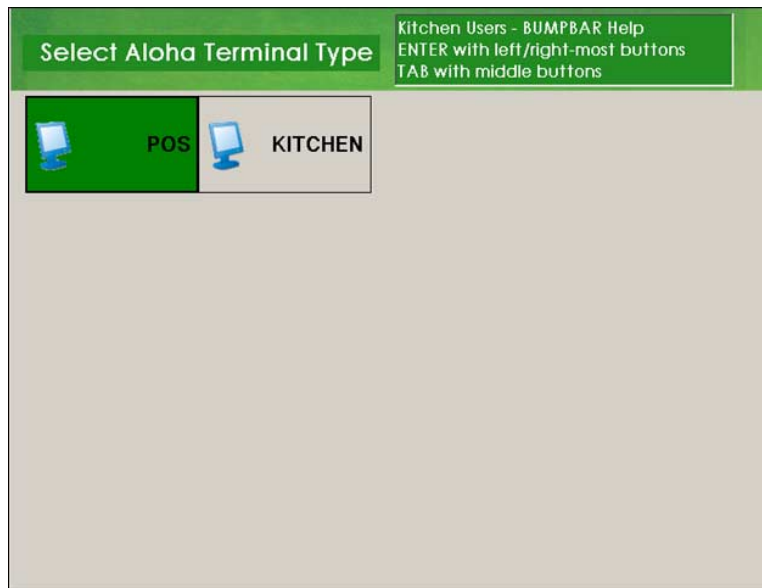 Select Aloha Terminal Type
Kitchen Users - BUMPBAR Help
ENTER with left/right-most buttons
TAB with middle buttons
POS
KITCHEN